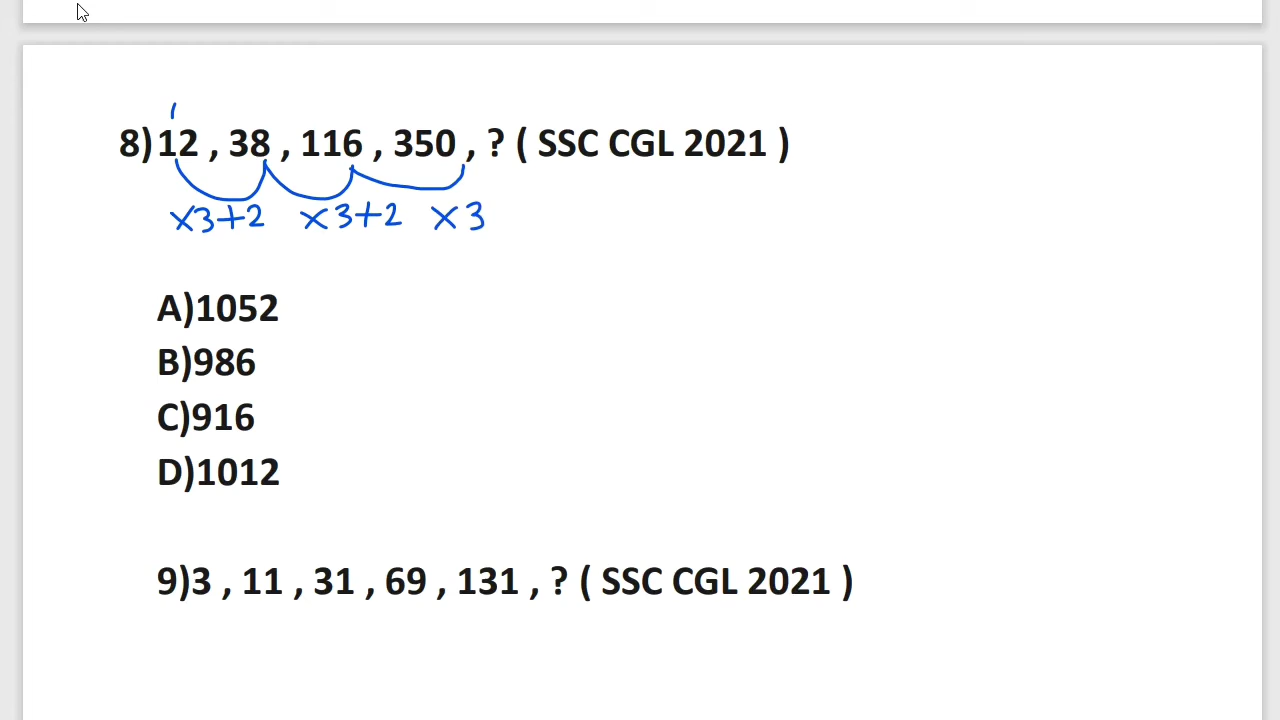 8)12 , 38 , 116 , 350 , ? ( SSC CGL 2021 )
×3+2 ×3+2 ×3
A)1052
B)986
C)916
D)1012
9)3 , 11 , 31 , 69 , 131 , ? ( SSC CGL 2021 )